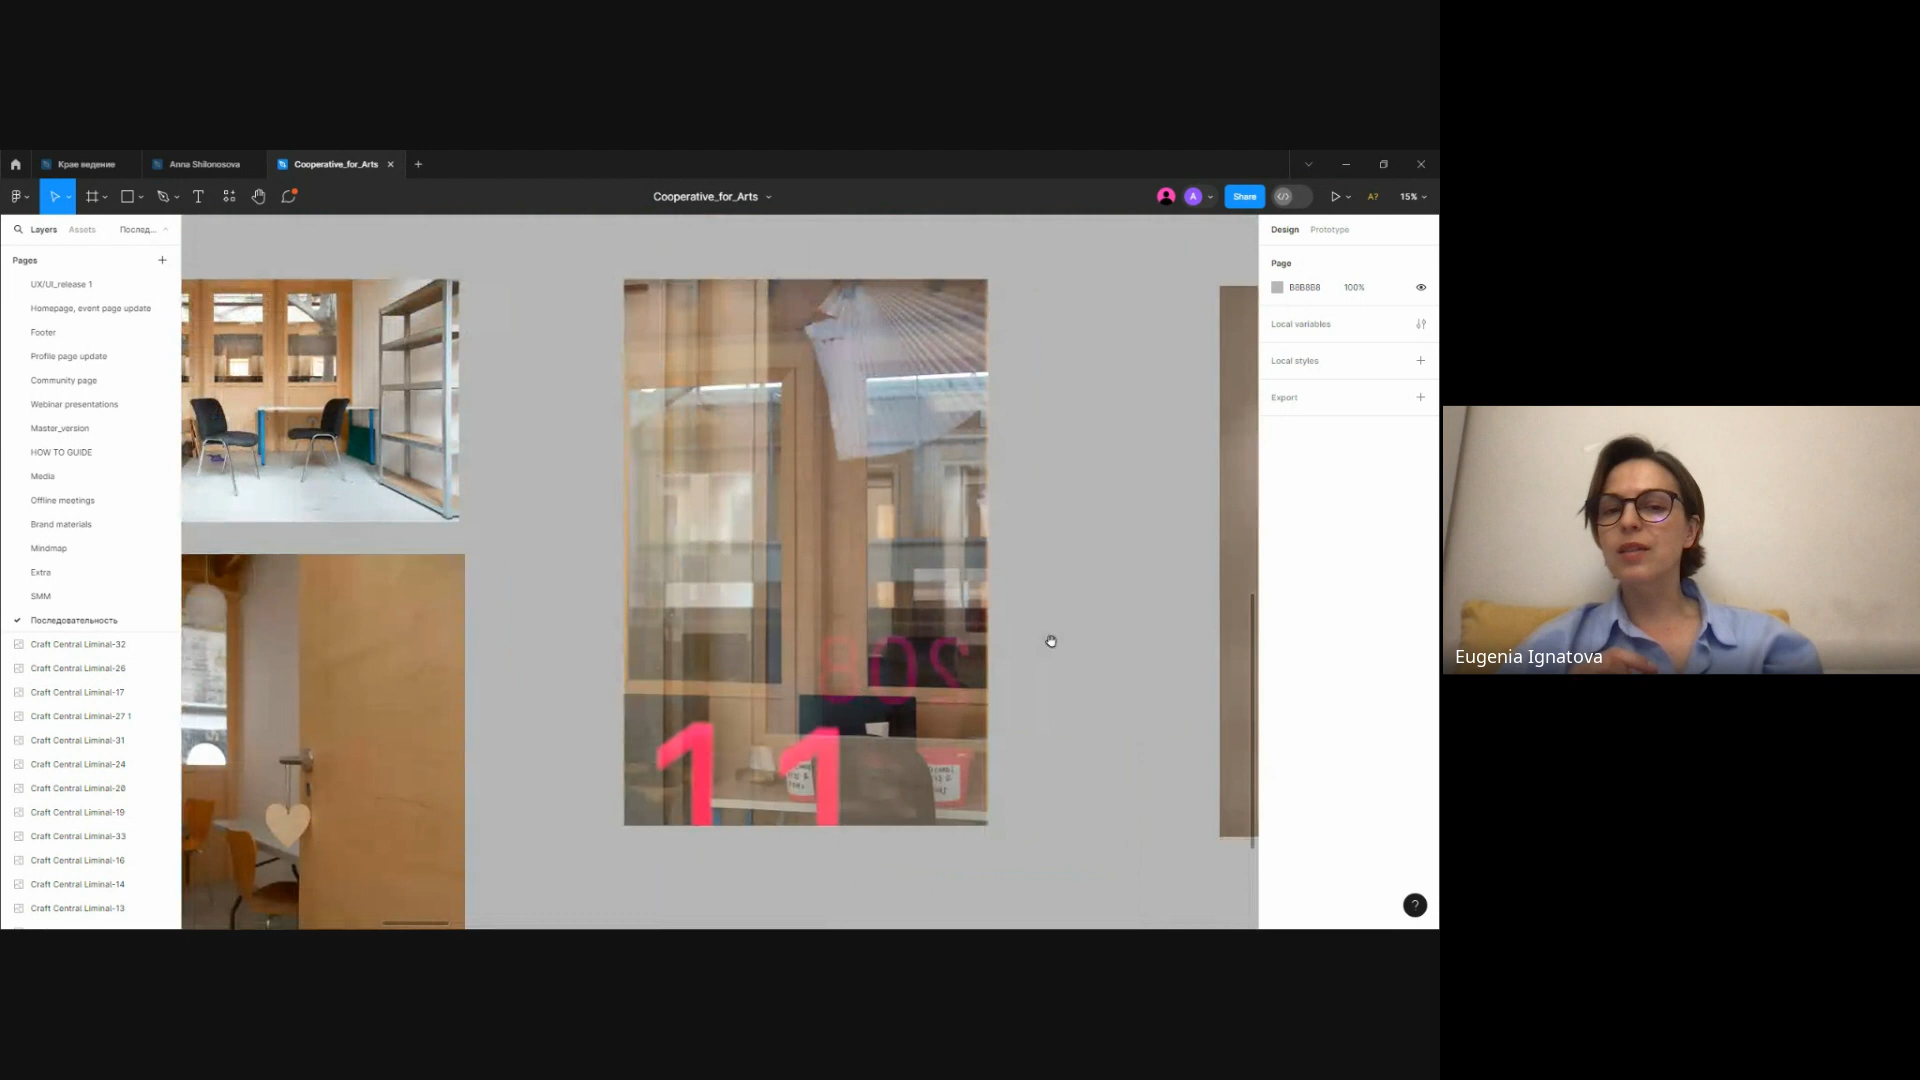 Крае ведение
Anna Shilonosova
Cooperative_for_Arts
Cooperative_for_Arts
A
Share
A?
15%
Layers
Assets
Послед...
Pages
UX/UI_release 1
Homepage, event page update
Footer
Profile page update
Community page
Webinar presentations
Master_version
HOW TO GUIDE
Media
Offline meetings
Brand materials
Mindmap
Extra
SMM
Последовательность
Craft Central Liminal-32
Craft Central Liminal-26
Craft Central Liminal-17
Craft Central Liminal-27 1
Craft Central Liminal-31
Craft Central Liminal-24
Craft Central Liminal-20
Craft Central Liminal-19
Craft Central Liminal-33
Craft Central Liminal-16
Craft Central Liminal-14
Craft Central Liminal-13
208
11
Design
Prototype
Page
B8B8B8
100%
Local variables
Local styles
Export
?
Eugenia Ignatova